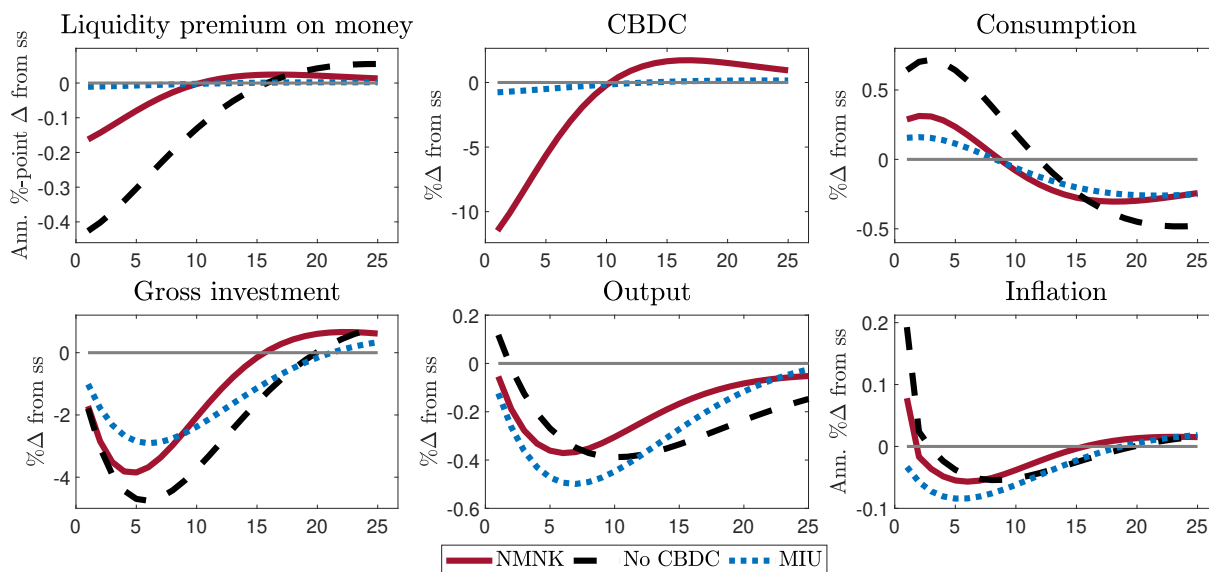 Liquidity premium on money
Ann. %-point Δ from ss
0.1
0
-0.1
-0.2
-0.3
-0.4
0 5 10 15 20 25
CBDC
%Δ from ss
0
-5
-10
0 5 10 15 20 25
Consumption
%Δ from ss
0.5
0
-0.5
0 5 10 15 20 25
Gross investment
%Δ from ss
0
-2
-4
0 5 10 15 20 25
Output
%Δ from ss
0.2
0
-0.2
-0.4
-0.6
0 5 10 15 20 25
Inflation
Ann. %Δ from ss
0.2
0.1
0
-0.1
0 5 10 15 20 25
NMNK No CBDC MIU